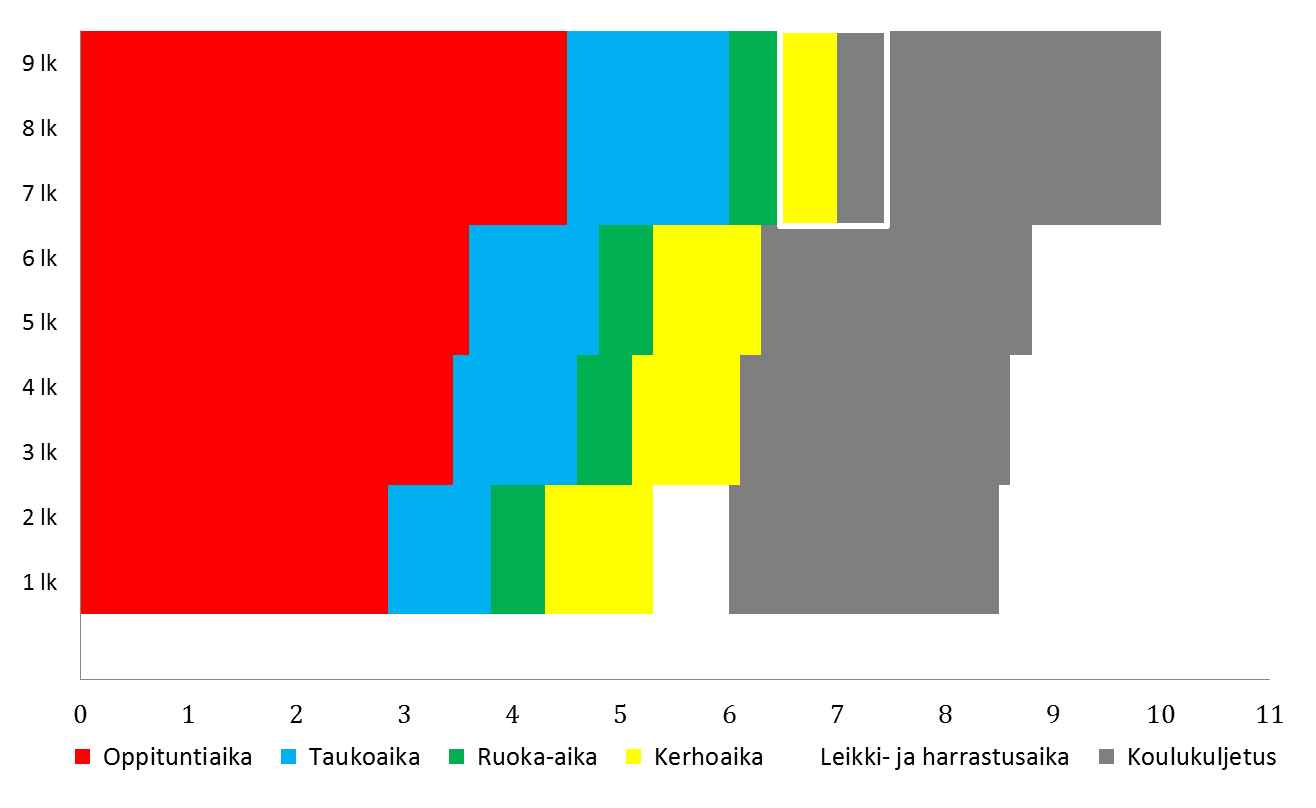 9 lk
8 lk
7 lk
6 lk
5 lk
4 lk
3 lk
2 lk
1 lk
0 1 2 3 4 5 6 7 8 9 10 11
Oppituntiaika Taukoaika Ruoka-aika Kerhoaika Leikki- ja harrastusaika Koulukuljetus